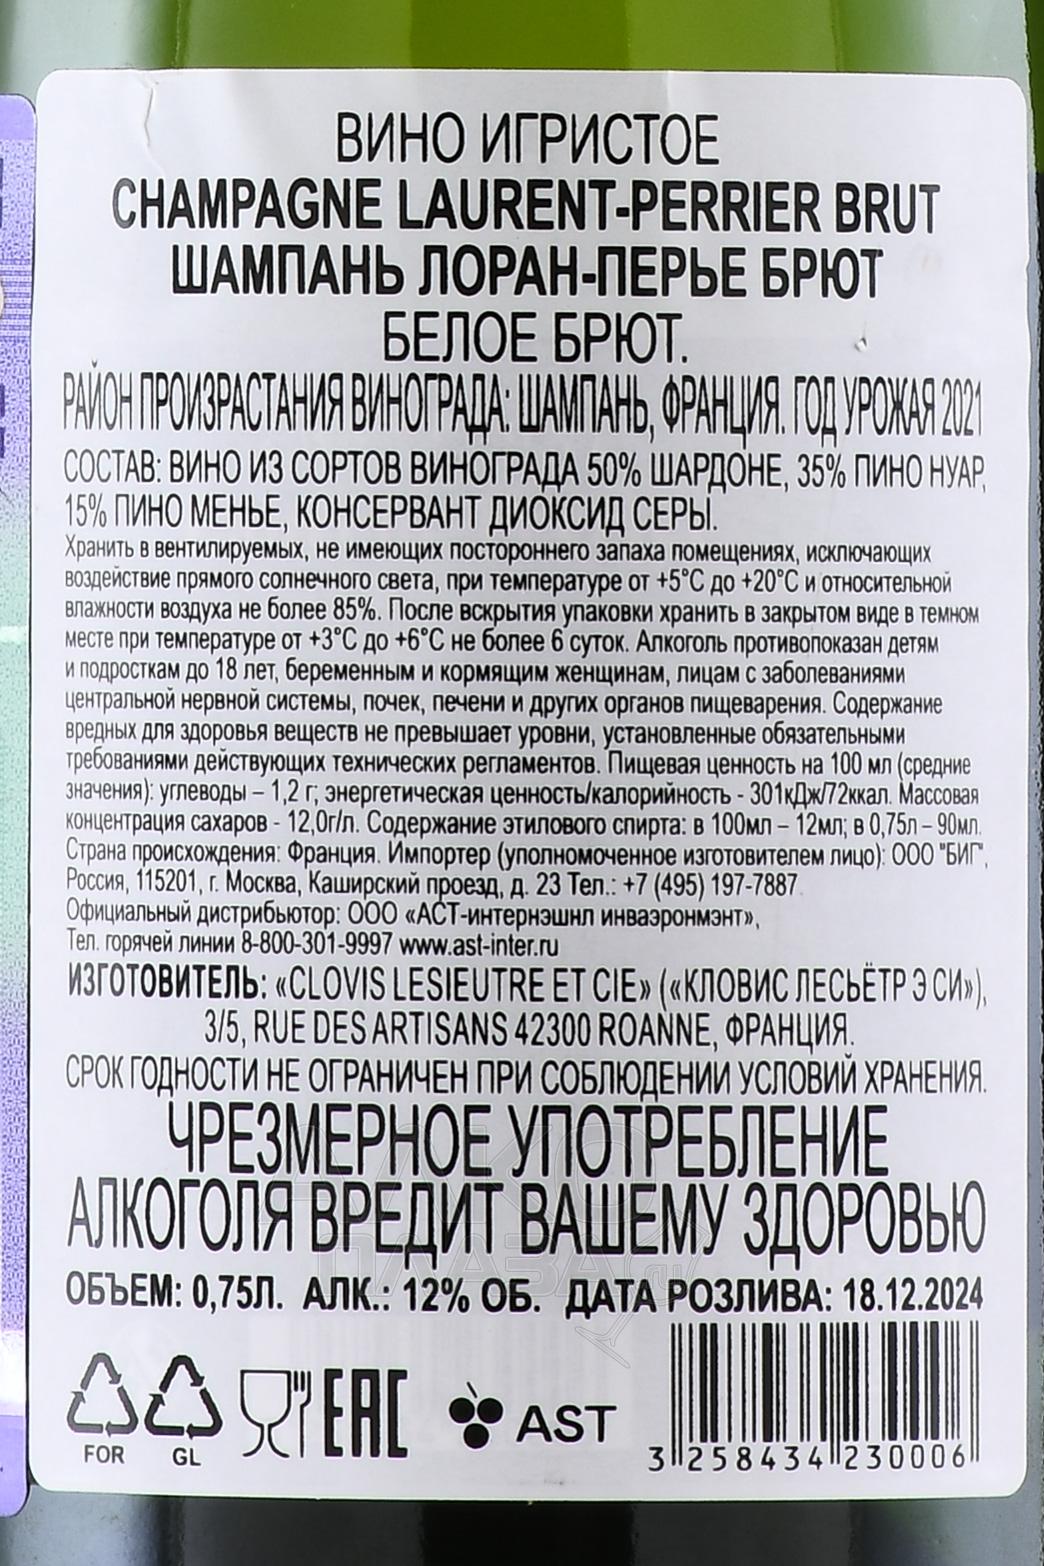 ВИНО ИГРИСТОЕ
CHAMPAGNE LAURENT-PERRIER BRUT
ШАМПАНЬ ЛОРАН-ПЕРЬЕ БРЮТ
БЕЛОЕ БРЮТ.
РАЙОН ПРОИЗРАСТАНИЯ ВИНОГРАДА: ШАМПАНЬ, ФРАНЦИЯ. ГОД УРОЖАЯ 2021
СОСТАВ: ВИНО ИЗ СОРТОВ ВИНОГРАДА 50% ШАРДОНЕ, 35% ПИНО НУАР,
15% ПИНО МЕНЬЕ, КОНСЕРВАНТ ДИОКСИД СЕРЫ.
Хранить в вентилируемых, не имеющих постороннего запаха помещениях, исключающих
воздействие прямого солнечного света, при температуре от +5°С до +20°С и относительной
влажности воздуха не более 85%. После вскрытия упаковки хранить в закрытом виде в темном
месте при температуре от +3°С до +6°С не более 6 суток. Алкоголь противопоказан детям
и подросткам до 18 лет, беременным и кормящим женщинам, лицам с заболеваниями
центральной нервной системы, почек, печени и других органов пищеварения. Содержание
вредных для здоровья веществ не превышает уровни, установленные обязательными
требованиями действующих технических регламентов. Пищевая ценность на 100 мл (средние
значения): углеводы – 1,2 г; энергетическая ценность/калорийность - 301кДж/72ккал. Массовая
концентрация сахаров - 12,0г/л. Содержание этилового спирта: в 100мл – 12мл; в 0,75л – 90мл.
Страна происхождения: Франция. Импортер (уполномоченное изготовителем лицо): ООО "БИГ",
Россия, 115201, г. Москва, Каширский проезд, д. 23 Тел.: +7 (495) 197-7887
Официальный дистрибьютор: ООО «АСТ-интернэшнл инваэронмэнт»,
Тел. горячей линии 8-800-301-9997 www.ast-inter.ru
ИЗГОТОВИТЕЛЬ: «CLOVIS LESIEUTRE ET CIE» («КЛОВИС ЛЕСЬЁТР Э СИ»),
3/5, RUE DES ARTISANS 42300 ROANNE, ФРАНЦИЯ.
СРОК ГОДНОСТИ НЕ ОГРАНИЧЕН ПРИ СОБЛЮДЕНИИ УСЛОВИЙ ХРАНЕНИЯ.
ЧРЕЗМЕРНОЕ УПОТРЕБЛЕНИЕ
АЛКОГОЛЯ ВРЕДИТ ВАШЕМУ ЗДОРОВЬЮ
ОБЪЕМ: 0,75Л. АЛК.: 12% ОБ. ДАТА РОЗЛИВА: 18.12.2024
FOR GL EAC AST
3 258434 230006